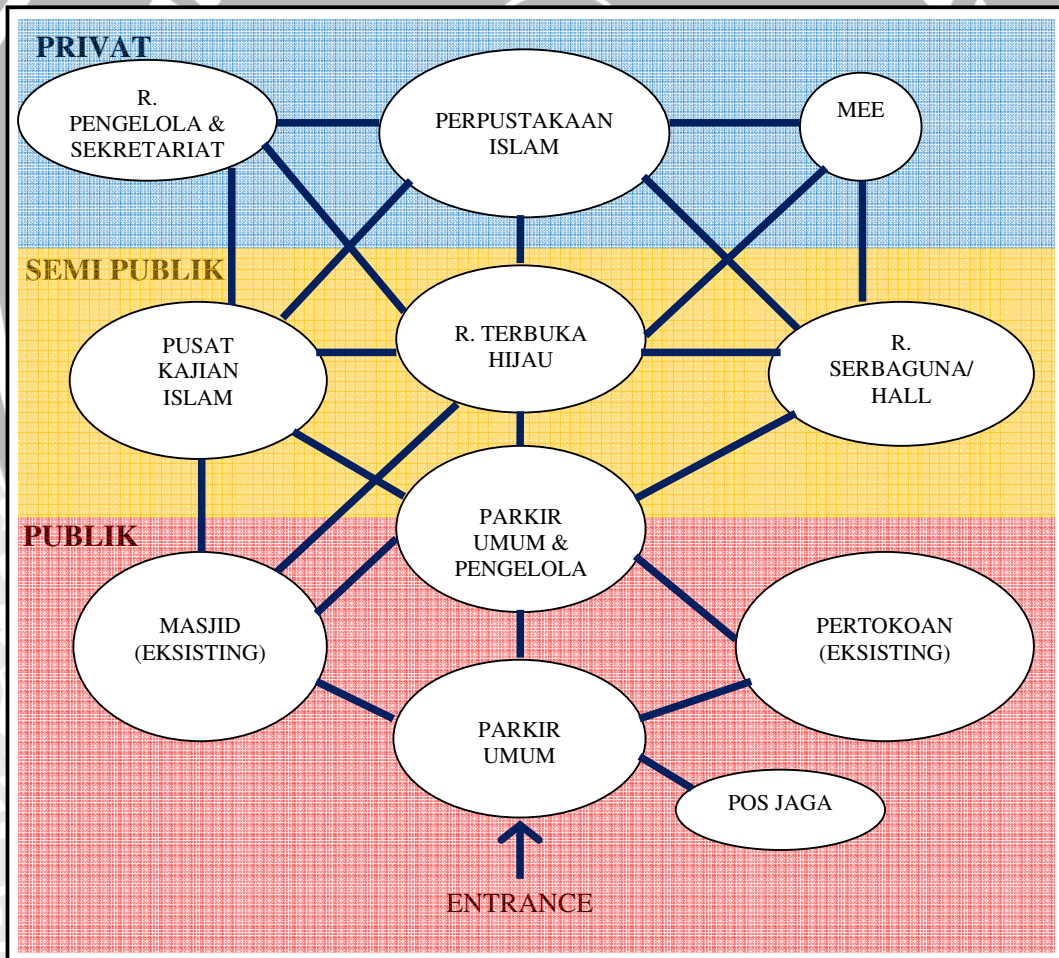 PRIVAT
R.
PENGELOLA &
SEKRETARIAT
PERPUSTAKAAN
ISLAM
MEE
SEMI PUBLIK
PUSAT
KAJIAN
ISLAM
R. TERBUKA
HIJAU
R.
SERBAGUNA/
HALL
PUBLIK
PARKIR
UMUM &
PENGELOLA
MASJID
(EKSISTING)
PERTOKOAN
(EKSISTING)
PARKIR
UMUM
POS JAGA
ENTRANCE